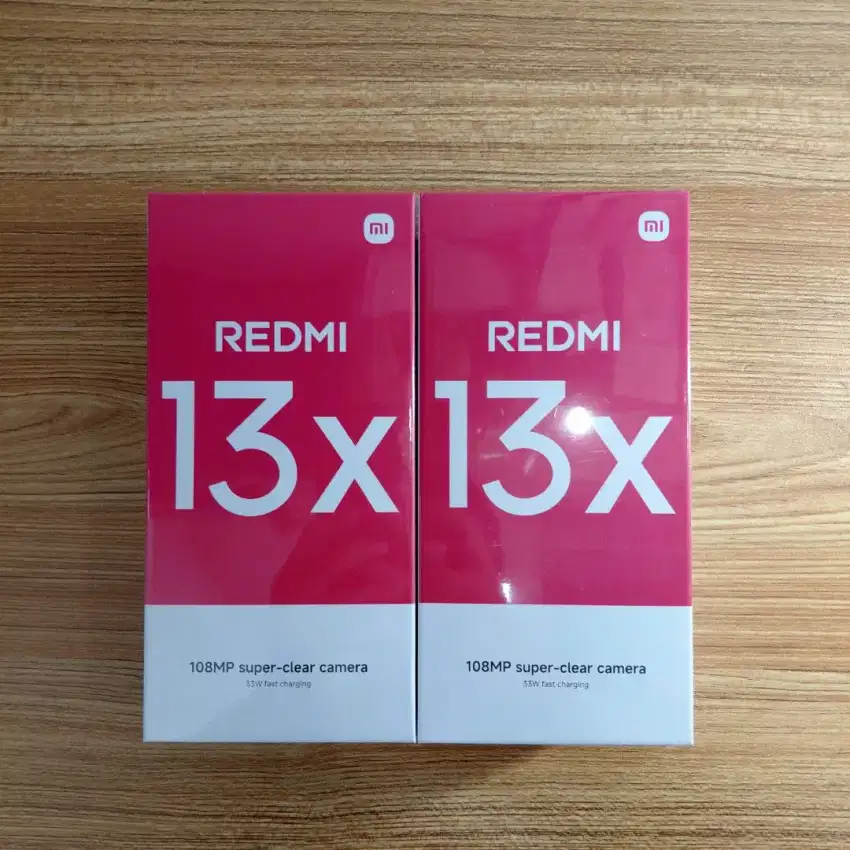 mi
REDMI
13x
108MP super-clear camera
33W fast charging
mi
REDMI
13x
108MP super-clear camera
33W fast charging